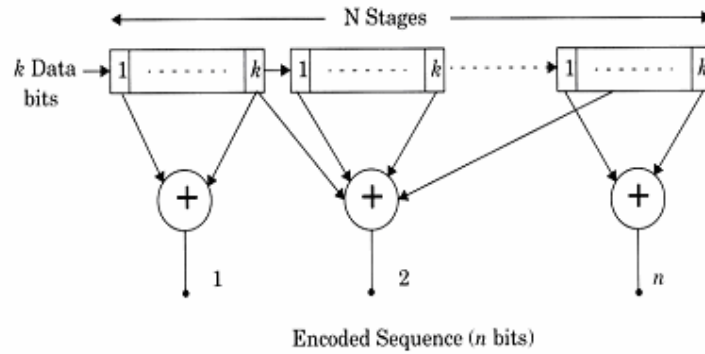 N Stages
k Data bits
1 ........ k 1 ........ k ........ 1 ........ k
+ + +
1 2 n
Encoded Sequence (n bits)